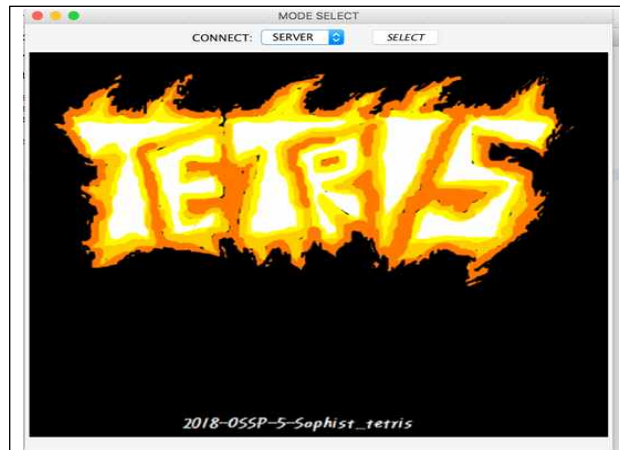 MODE SELECT
CONNECT: SERVER SELECT
TETRIS
2018-OSSP-5-Sophist_tetris